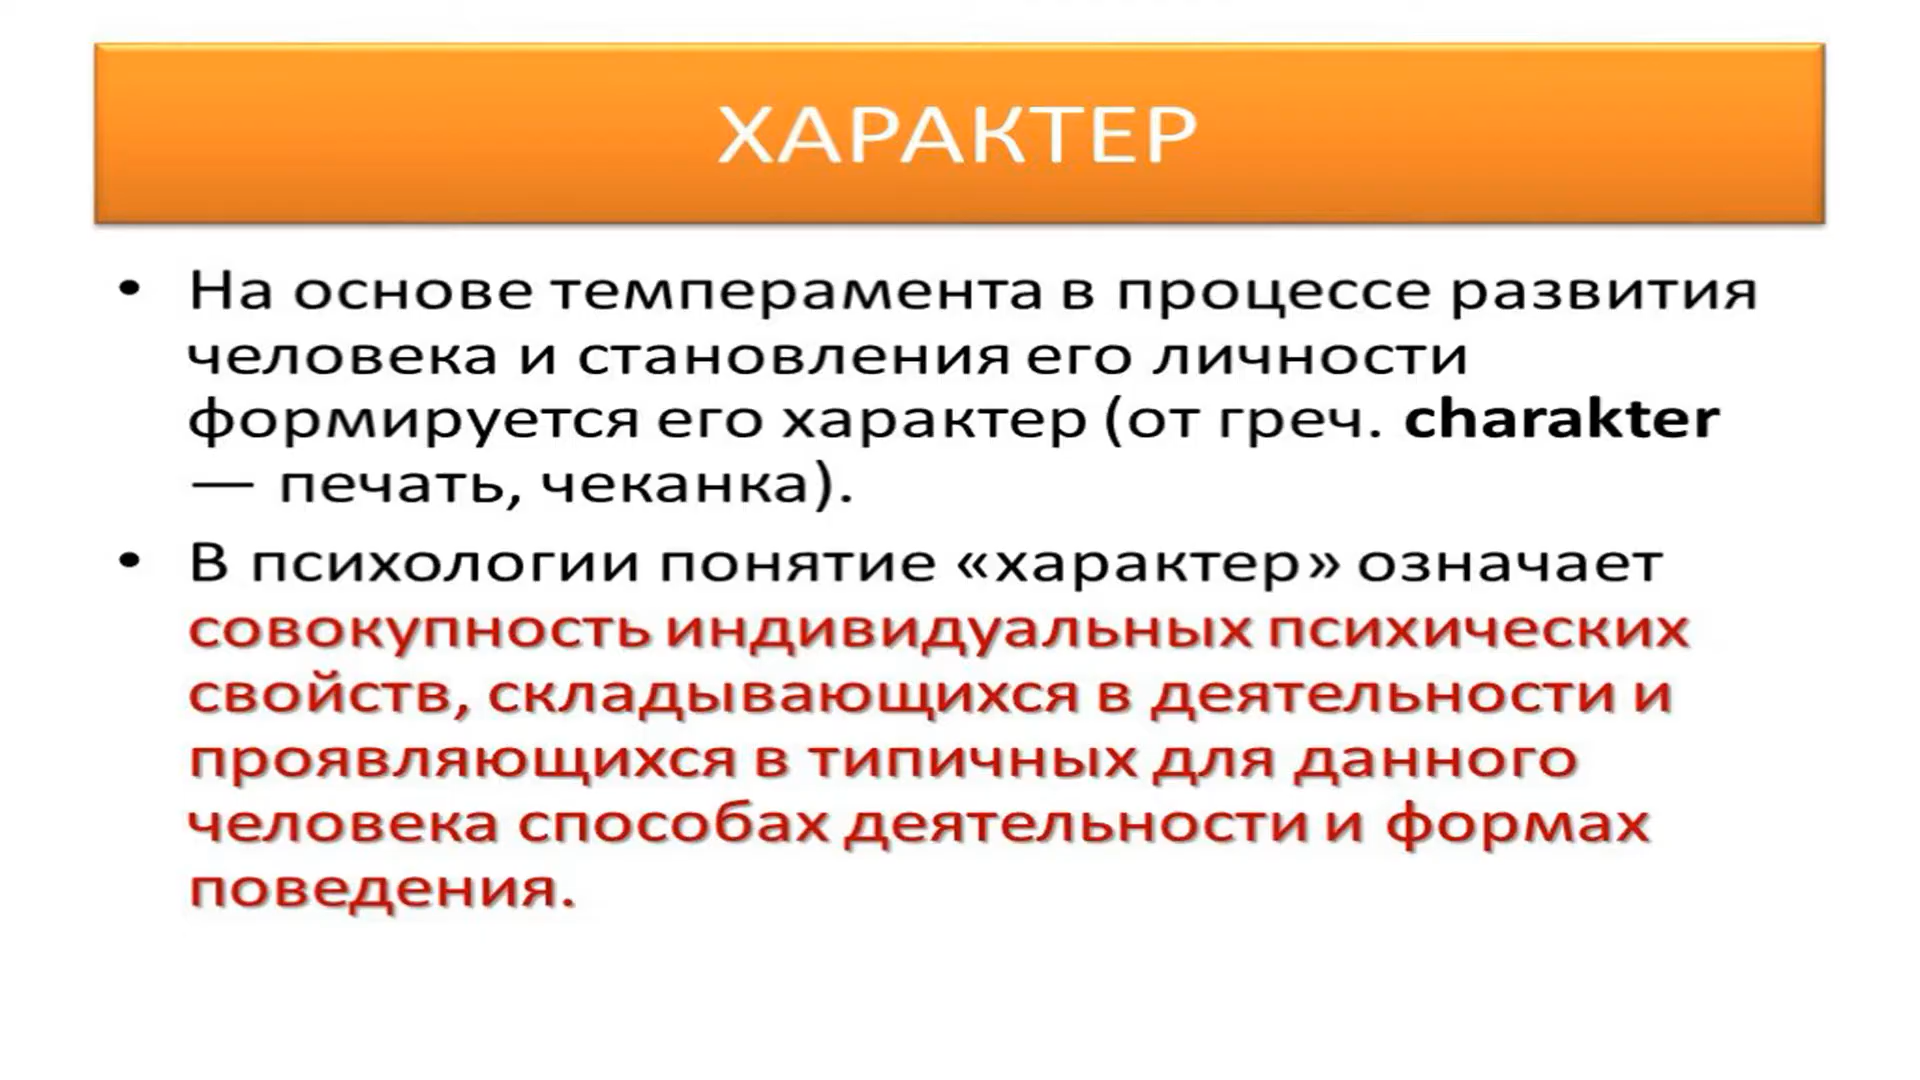 ХАРАКТЕР
• На основе темперамента в процессе развития
человека и становления его личности
формируется его характер (от греч. charakter
— печать, чеканка).
• В психологии понятие «характер» означает
совокупность индивидуальных психических
свойств, складывающихся в деятельности и
проявляющихся в типичных для данного
человека способах деятельности и формах
поведения.